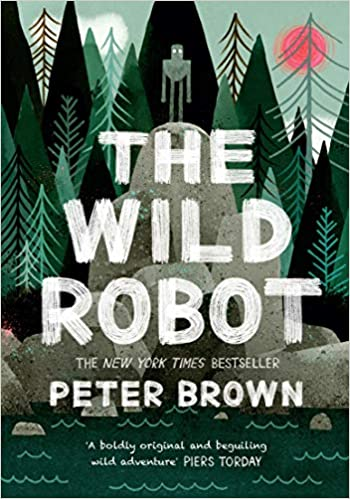 THE
WILD
ROBOT
THE NEW YORK TIMES BESTSELLER
PETER BROWN
'A boldly original and beguiling
wild adventure' PIERS TORDAY